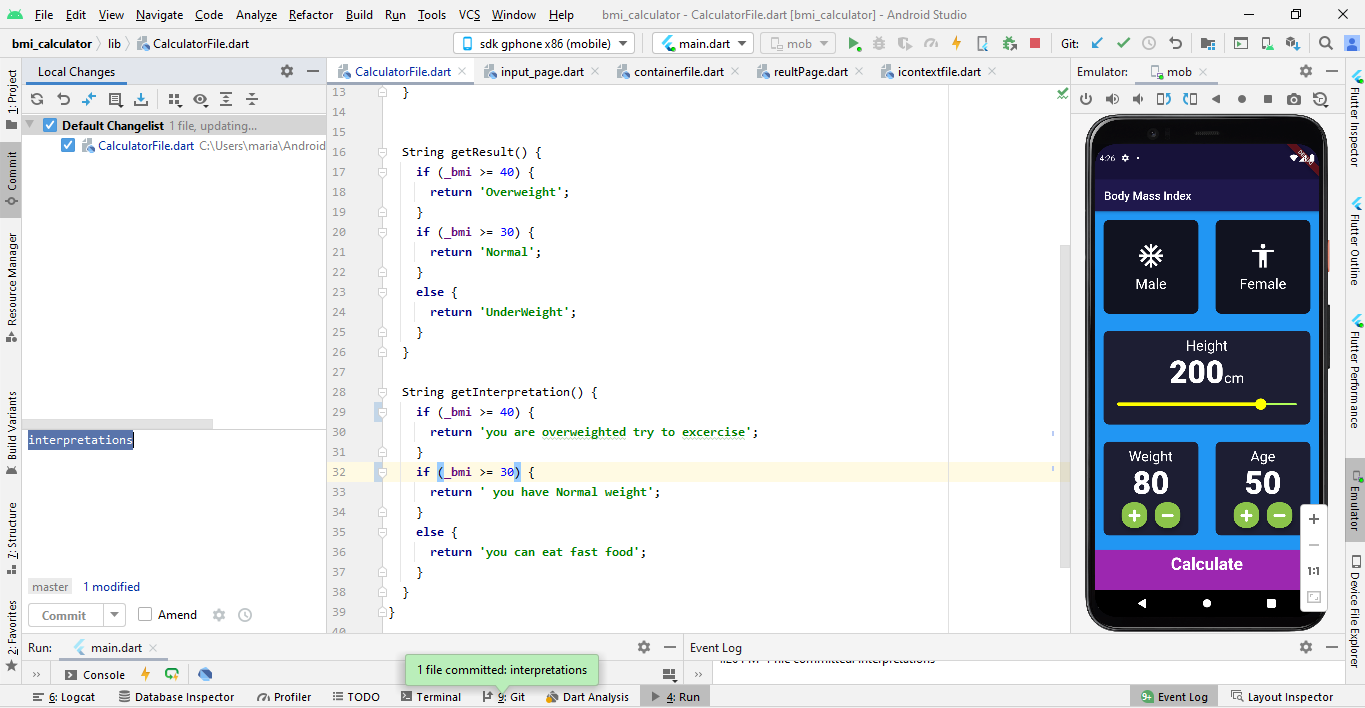 File Edit View Navigate Code Analyze Refactor Build Run Tools VCS Window Help bmi_calculator - CalculatorFile.dart [bmi_calculator] - Android Studio
bmi_calculator lib CalculatorFile.dart sdk gphone x86 (mobile) main.dart mob Git:
Local Changes
CalculatorFile.dart input_page.dart containerfile.dart reultPage.dart icontextfile.dart
Emulator: mob
Default Changelist 1 file, updating...
CalculatorFile.dart C:\Users\maria\Android
interpretations
master 1 modified
Commit Amend
13 }
14
15
16 String getResult() {
17 if (_bmi >= 40) {
18 return 'Overweight';
19 }
20 if (_bmi >= 30) {
21 return 'Normal';
22 }
23 else {
24 return 'UnderWeight';
25 }
26 }
27
28 String getInterpretation() {
29 if (_bmi >= 40) {
30 return 'you are overweighted try to excercise';
31 }
32 if (_bmi >= 30) {
33 return ' you have Normal weight';
34 }
35 else {
36 return 'you can eat fast food';
37 }
38 }
39 }
40
4:26
Body Mass Index
Male Female
Height
200cm
Weight Age
80 50
Calculate
1:1
1: Project
Commit
Resource Manager
Build Variants
7: Structure
2: Favorites
Flutter Inspector
Flutter Outline
Flutter Performance
Emulator
Device File Explorer
Run: main.dart
Event Log
Console
1 file committed: interpretations
6: Logcat Database Inspector Profiler TODO Terminal 9: Git Dart Analysis 4: Run Event Log Layout Inspector